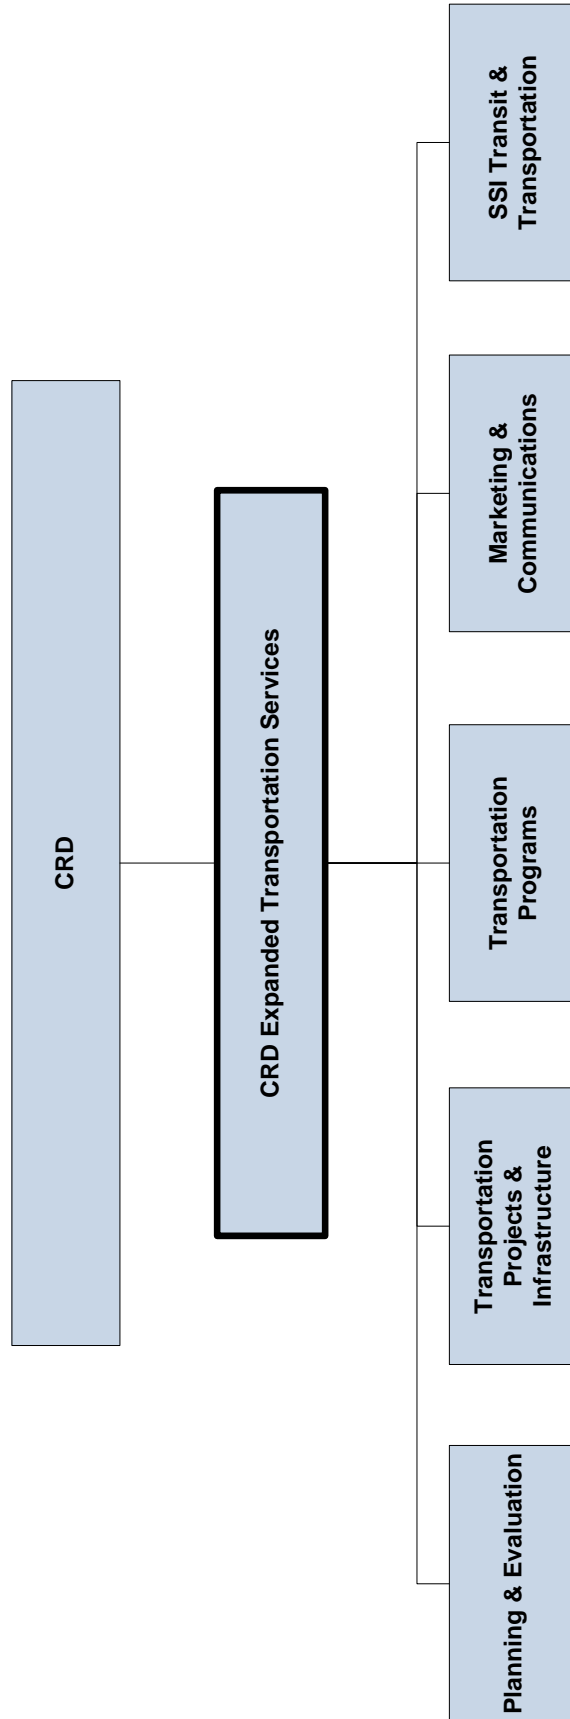 CRD
CRD Expanded Transportation Services
Planning & Evaluation
Transportation
Projects &
Infrastructure
Transportation
Programs
Marketing &
Communications
SSI Transit &
Transportation